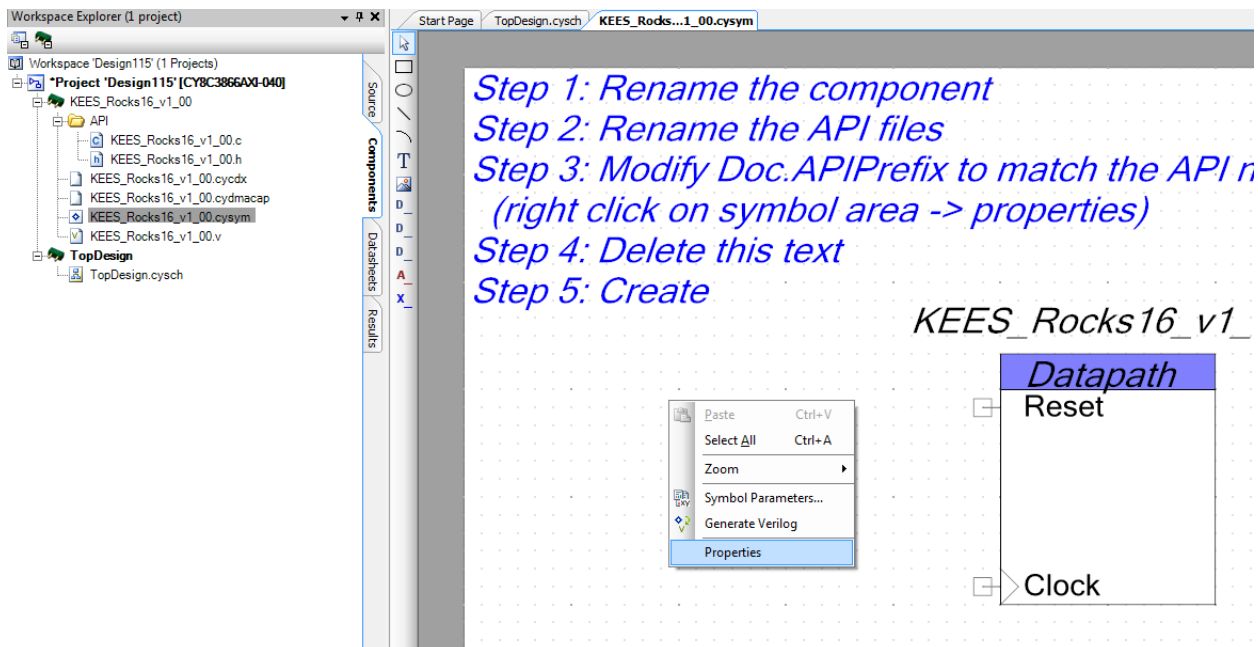 Workspace Explorer (1 project)
Workspace 'Design115' (1 Projects)
*Project 'Design115' [CY8C3866AXI-040]
KEES_Rocks16_v1_00
API
KEES_Rocks16_v1_00.c
KEES_Rocks16_v1_00.h
KEES_Rocks16_v1_00.cycdx
KEES_Rocks16_v1_00.cydmacap
KEES_Rocks16_v1_00.cysym
KEES_Rocks16_v1_00.v
TopDesign
TopDesign.cysch
Source
Components
Datasheets
Results
Start Page
TopDesign.cysch
KEES_Rocks...1_00.cysym
Step 1: Rename the component
Step 2: Rename the API files
Step 3: Modify Doc.APIPrefix to match the API n
(right click on symbol area -> properties)
Step 4: Delete this text
Step 5: Create
KEES_Rocks16_v1_
Datapath
Reset
Clock
Paste Ctrl+V
Select All Ctrl+A
Zoom
Symbol Parameters...
Generate Verilog
Properties